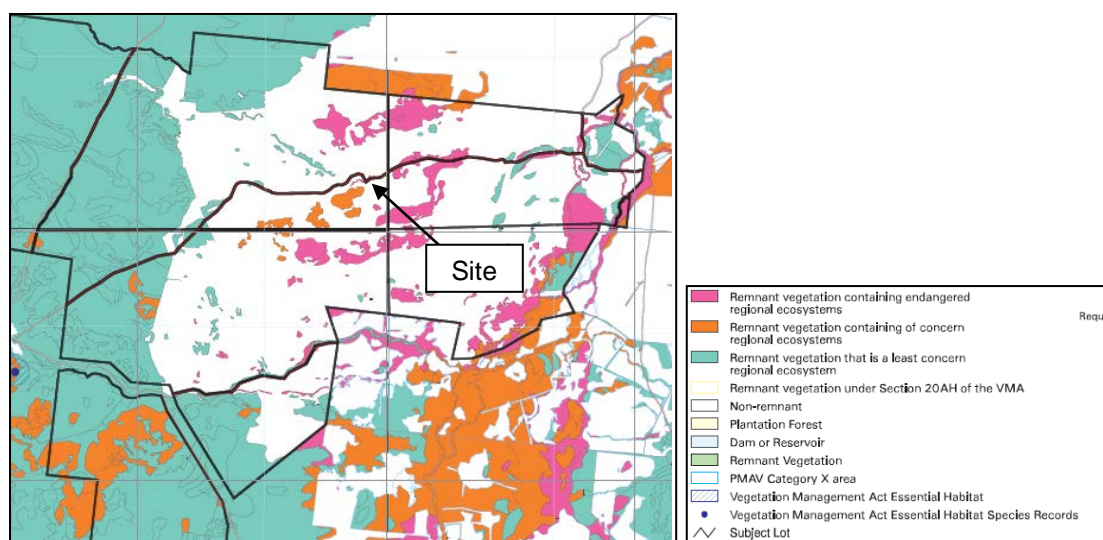 Site
Remnant vegetation containing endangered
regional ecosystems
Requ
Remnant vegetation containing of concern
regional ecosystems
Remnant vegetation that is a least concern
regional ecosystem
Remnant vegetation under Section 20AH of the VMA
Non-remnant
Plantation Forest
Dam or Reservoir
Remnant Vegetation
PMAV Category X area
Vegetation Management Act Essential Habitat
Vegetation Management Act Essential Habitat Species Records
Subject Lot